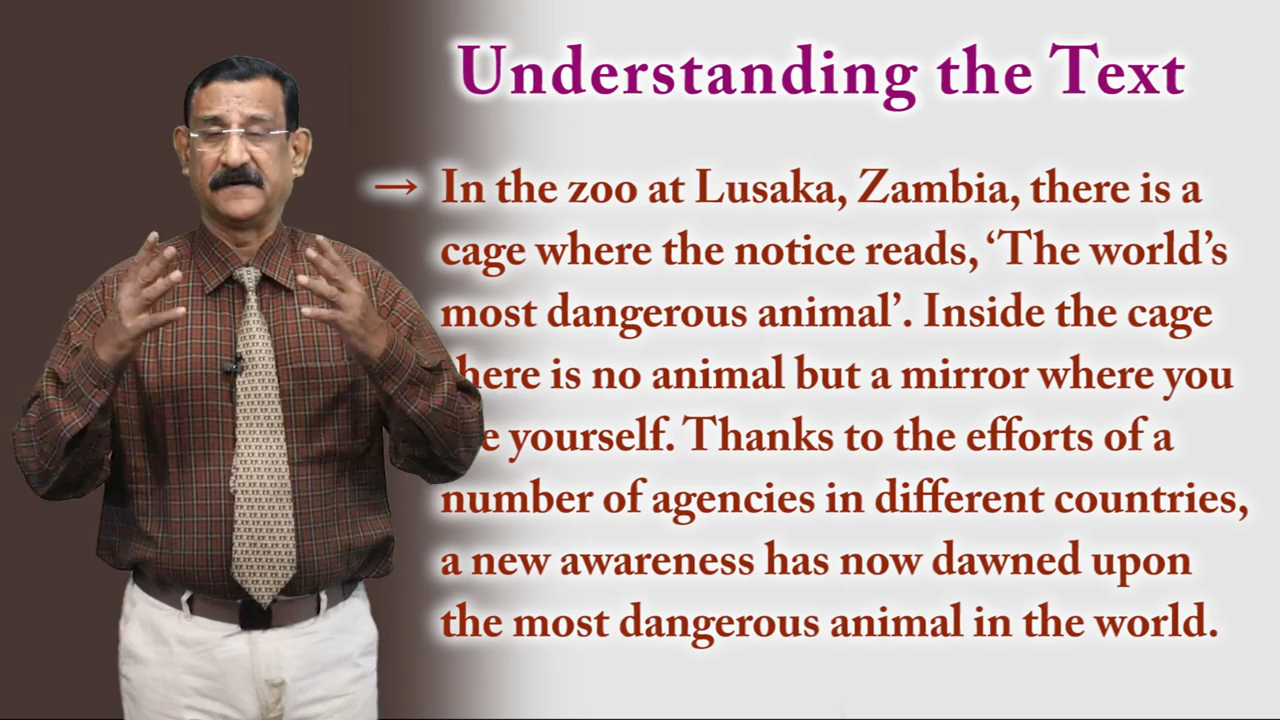 Understanding the Text
→ In the zoo at Lusaka, Zambia, there is a
cage where the notice reads, ‘The world’s
most dangerous animal’. Inside the cage
here is no animal but a mirror where you
e yourself. Thanks to the efforts of a
number of agencies in different countries,
a new awareness has now dawned upon
the most dangerous animal in the world.